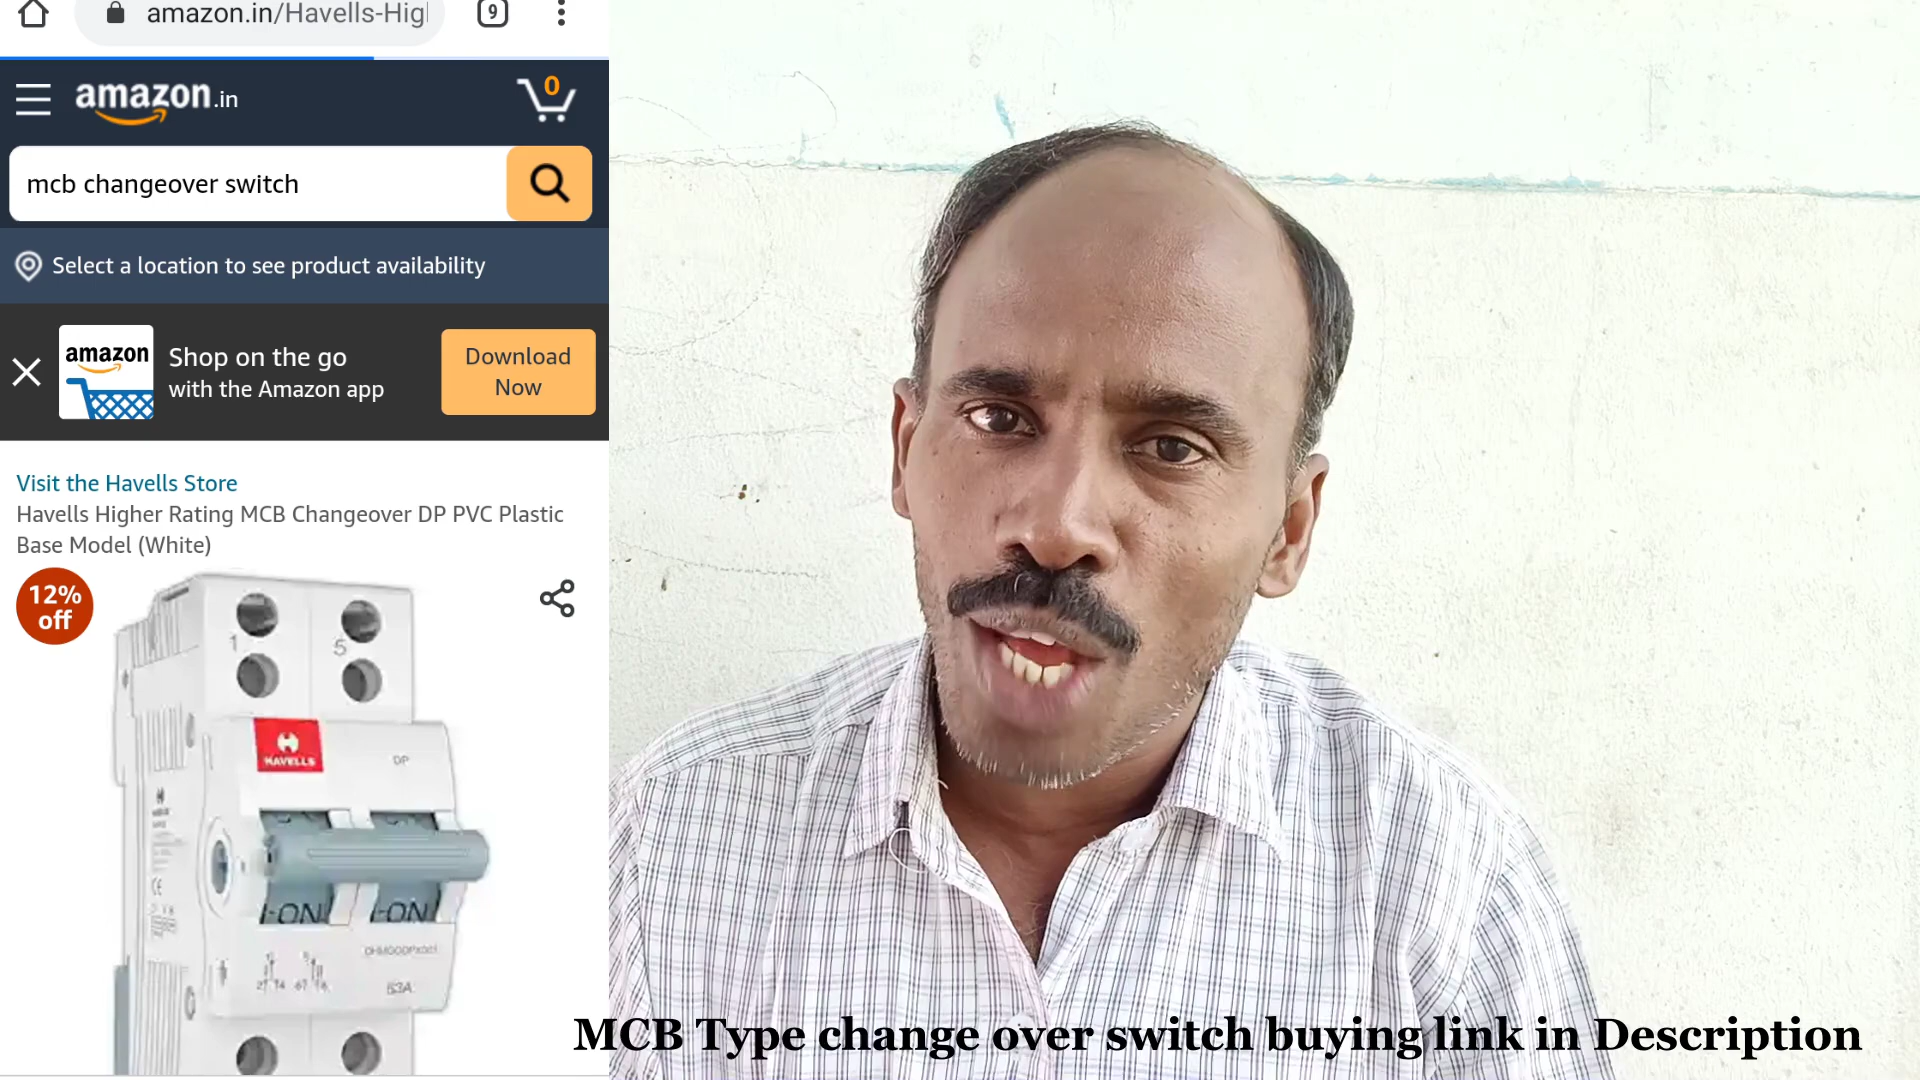 amazon.in/Havells-Hig
9
amazon.in
0
mcb changeover switch
Select a location to see product availability
amazon
Shop on the go
with the Amazon app
Download
Now
Visit the Havells Store
Havells Higher Rating MCB Changeover DP PVC Plastic
Base Model (White)
12%
off
1 5
HAVELLS
DP
I-ON I-ON
63A
MCB Type change over switch buying link in Description